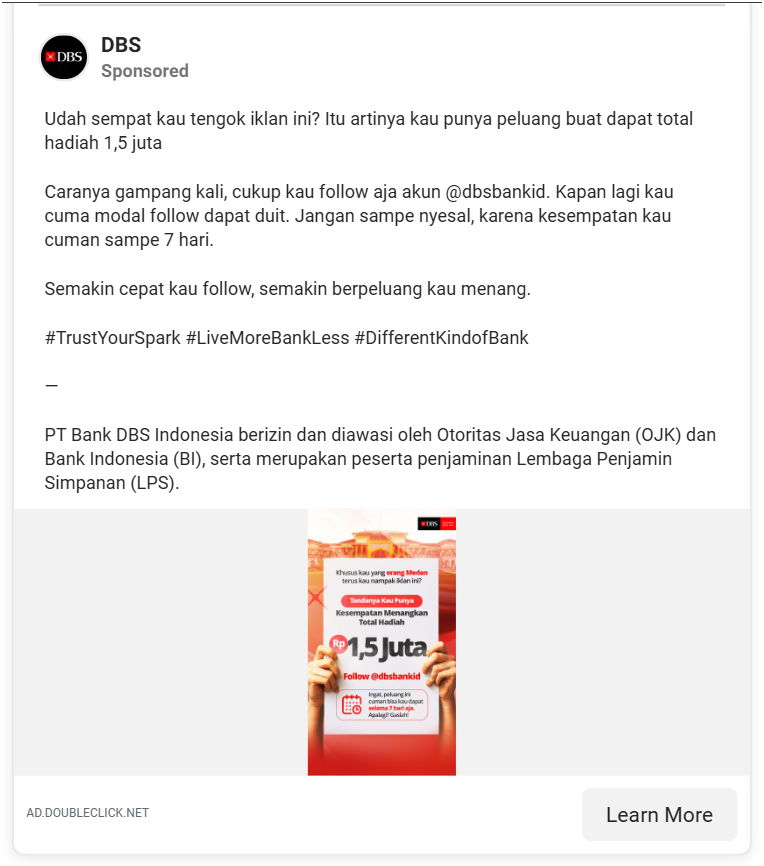 DBS
DBS
Sponsored
Udah sempat kau tengok iklan ini? Itu artinya kau punya peluang buat dapat total
hadiah 1,5 juta
Caranya gampang kali, cukup kau follow aja akun @dbsbankid. Kapan lagi kau
cuma modal follow dapat duit. Jangan sampe nyesal, karena kesempatan kau
cuman sampe 7 hari.
Semakin cepat kau follow, semakin berpeluang kau menang.
#TrustYourSpark #LiveMoreBankLess #DifferentKindofBank
—
PT Bank DBS Indonesia berizin dan diawasi oleh Otoritas Jasa Keuangan (OJK) dan
Bank Indonesia (BI), serta merupakan peserta penjaminan Lembaga Penjamin
Simpanan (LPS).
DBS
Khusus kau yang orang Medan
terus kau nampak iklan ini?
Tandanya Kau Punya
Kesempatan Menangkan
Total Hadiah
Rp 1,5 Juta
Follow @dbsbankid
Ingat, peluang ini
cuman bisa kau dapat
selama 7 hari aja.
Apalagi? Gaslah!
AD.DOUBLECLICK.NET
Learn More